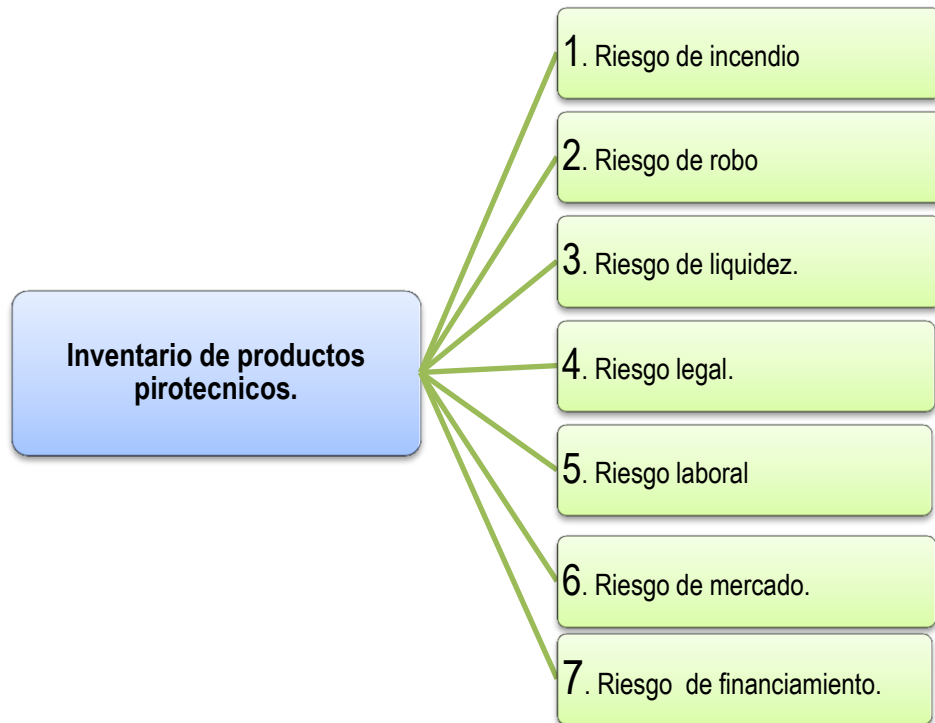 1. Riesgo de incendio
2. Riesgo de robo
3. Riesgo de liquidez.
Inventario de productos
pirotecnicos.
4. Riesgo legal.
5. Riesgo laboral
6. Riesgo de mercado.
7. Riesgo de financiamiento.